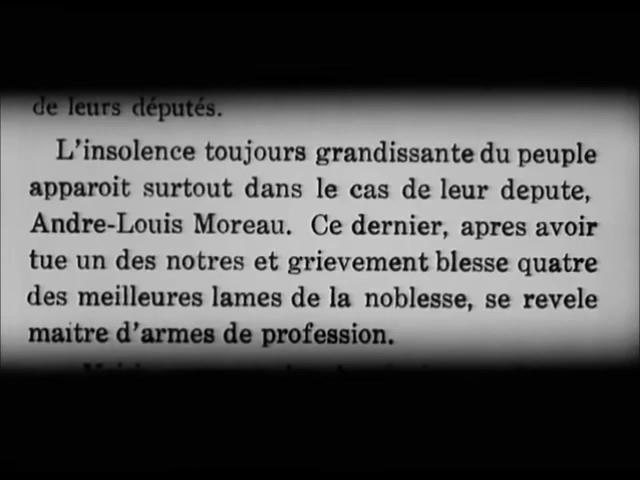 de leurs députés.
L'insolence toujours grandissante du peuple
apparoit surtout dans le cas de leur depute,
Andre-Louis Moreau. Ce dernier, apres avoir
tue un des notres et grievement blesse quatre
des meilleures lames de la noblesse, se revele
maitre d'armes de profession.